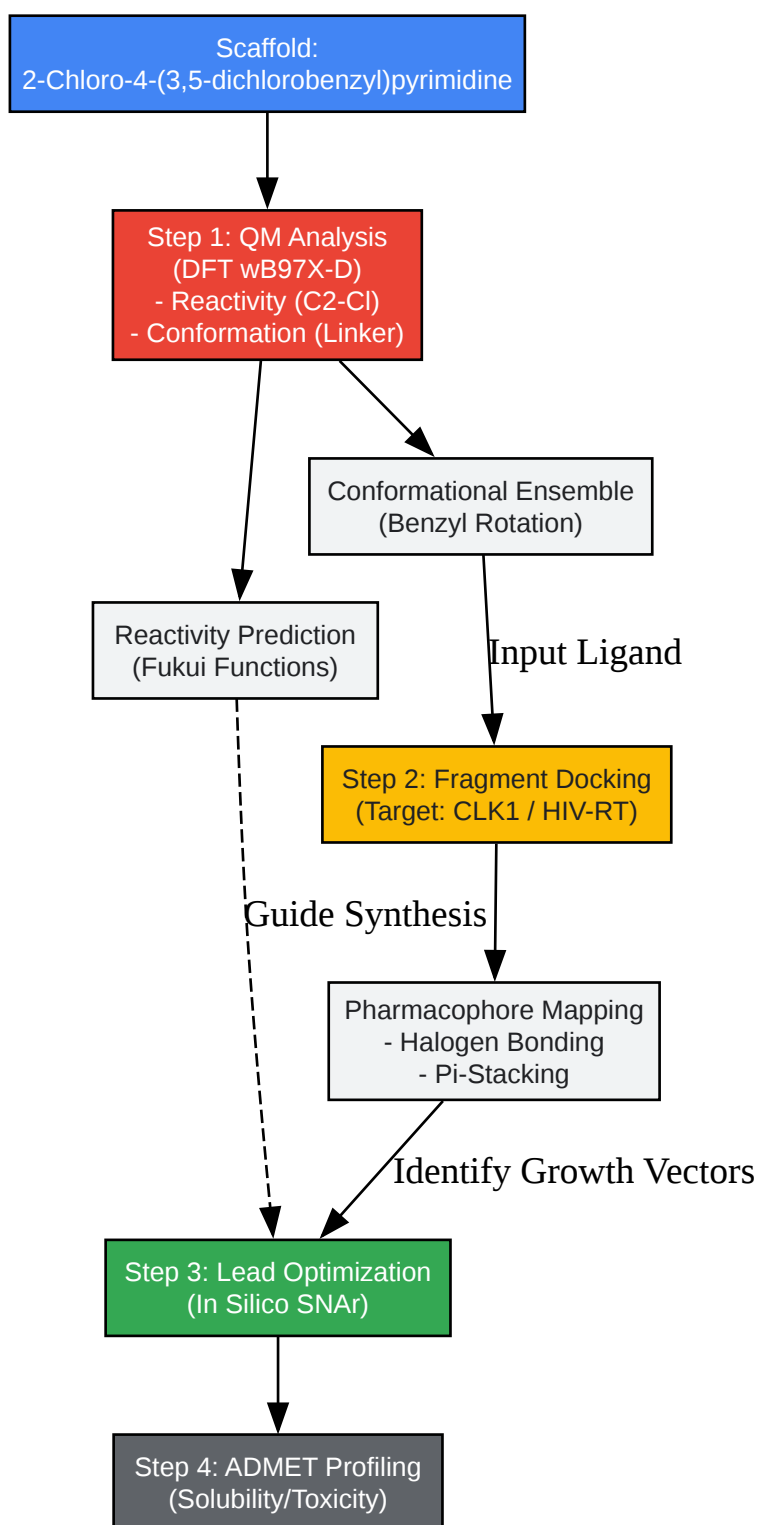 Scaffold:
2-Chloro-4-(3,5-dichlorobenzyl)pyrimidine
Step 1: QM Analysis
(DFT wB97X-D)
- Reactivity (C2-Cl)
- Conformation (Linker)
Conformational Ensemble
(Benzyl Rotation)
Reactivity Prediction
(Fukui Functions)
Input Ligand
Step 2: Fragment Docking
(Target: CLK1 / HIV-RT)
Guide Synthesis
Pharmacophore Mapping
- Halogen Bonding
- Pi-Stacking
Identify Growth Vectors
Step 3: Lead Optimization
(In Silico SNAr)
Step 4: ADMET Profiling
(Solubility/Toxicity)